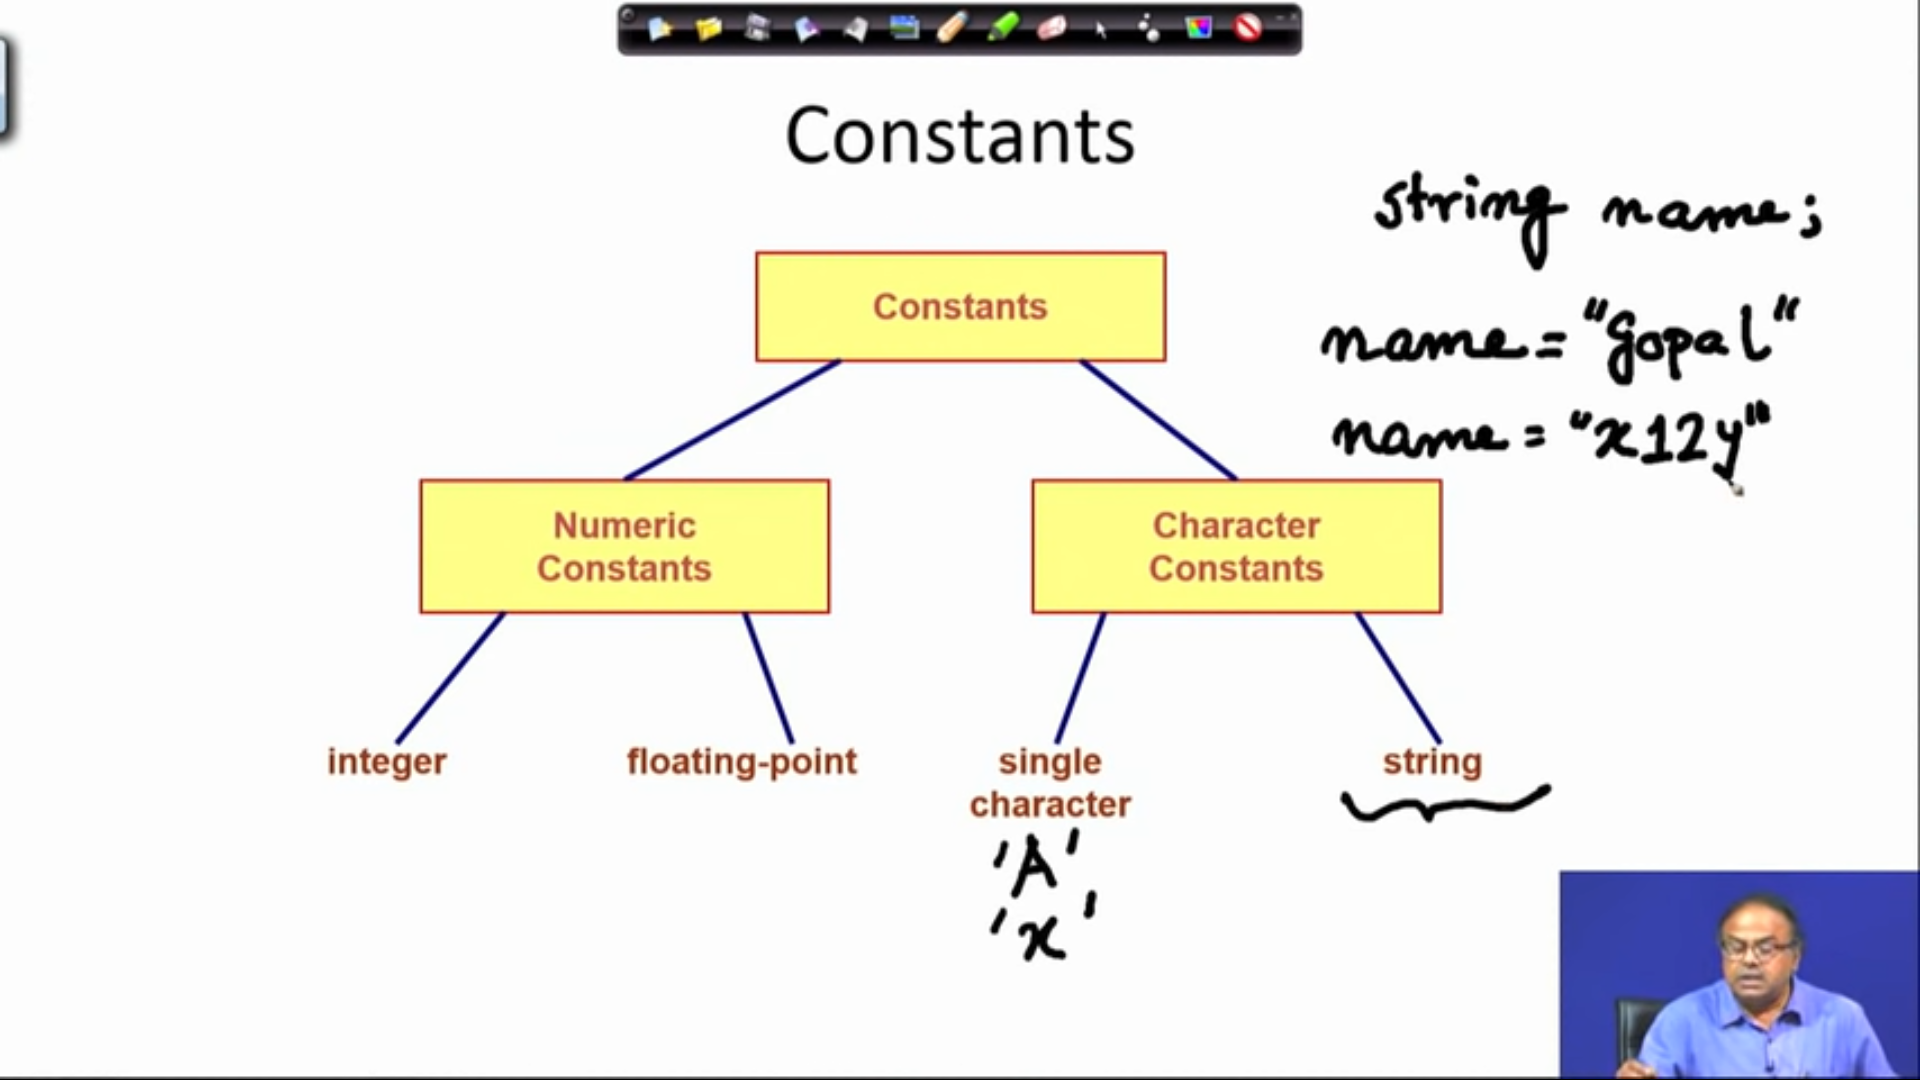 Constants
string name;
Constants
name = "Gopal"
name = "x12y"
Numeric
Constants
Character
Constants
integer
floating-point
single
character
string
'A'
'x'